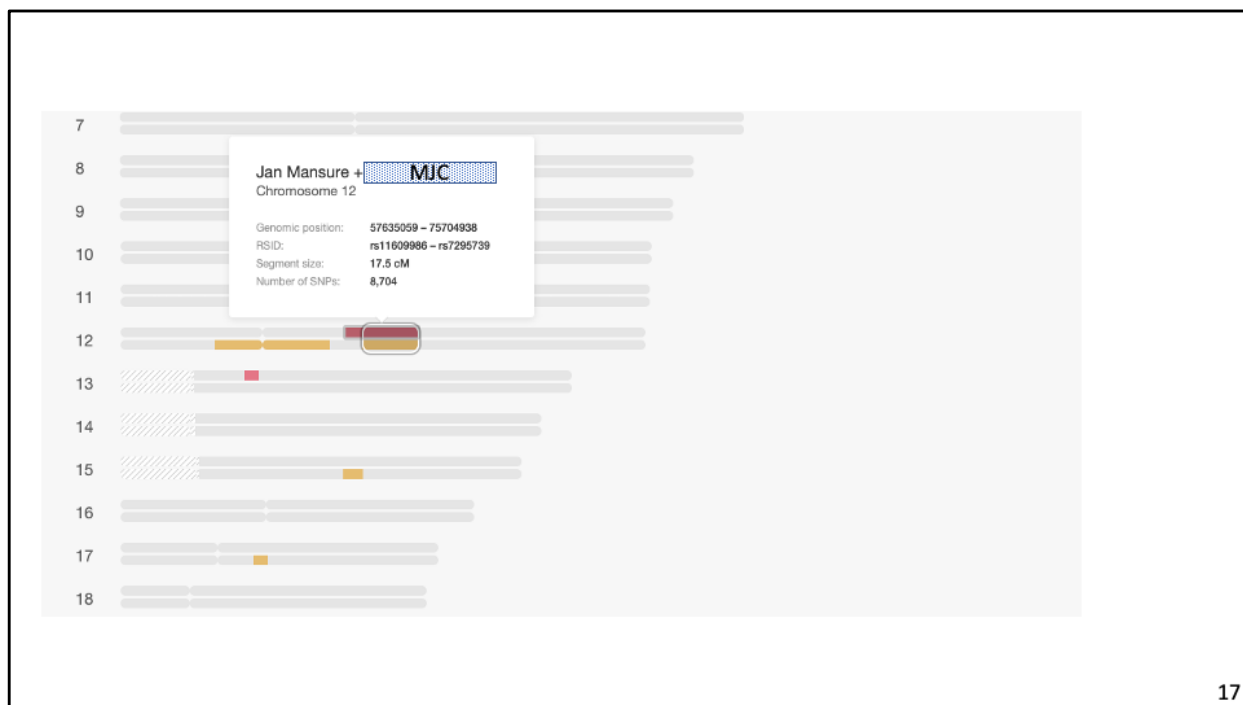 7
8
Jan Mansure + MJC
Chromosome 12
9
Genomic position: 57635059 – 75704938
RSID: rs11609986 – rs7295739
10
Segment size: 17.5 cM
Number of SNPs: 8,704
11
12
13
14
15
16
17
18
17